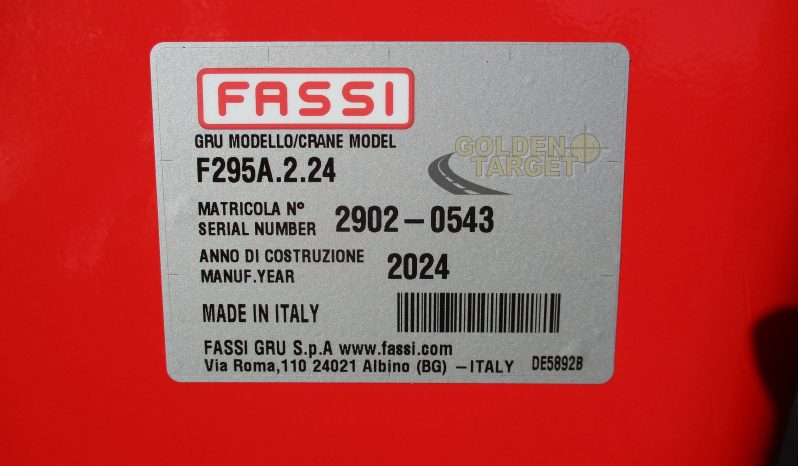 FASSI
GRU MODELLO/CRANE MODEL
F295A.2.24
GOLDEN
TARGET
MATRICOLA N°
SERIAL NUMBER 2902-0543
ANNO DI COSTRUZIONE
MANUF.YEAR 2024
MADE IN ITALY
FASSI GRU S.p.A www.fassi.com
Via Roma,110 24021 Albino (BG) -ITALY DE5892B